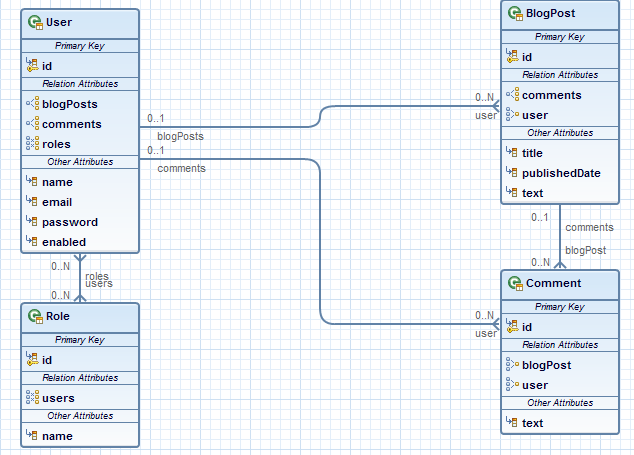 User
Primary Key
id
Relation Attributes
blogPosts
comments
roles
Other Attributes
name
email
password
enabled
0..1
blogPosts
0..1
comments
0..N
user
BlogPost
Primary Key
id
Relation Attributes
comments
user
Other Attributes
title
publishedDate
text
0..1
comments
blogPost
0..N
0..N
roles
users
0..N
Role
Primary Key
id
Relation Attributes
users
Other Attributes
name
0..N
user
Comment
Primary Key
id
Relation Attributes
blogPost
user
Other Attributes
text